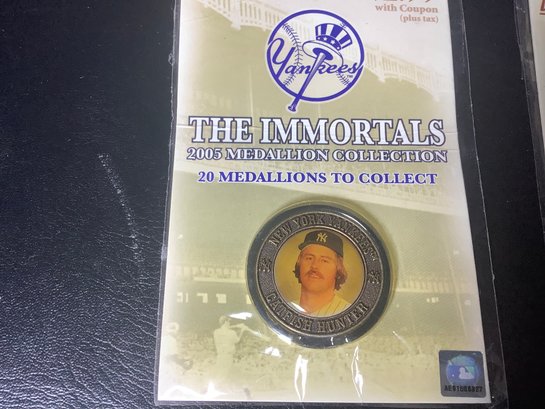 with Coupon
(plus tax)
Yankees
THE IMMORTALS
2005 MEDALLION COLLECTION
20 MEDALLIONS TO COLLECT
NEW YORK YANKEES
NY
CATFISH HUNTER